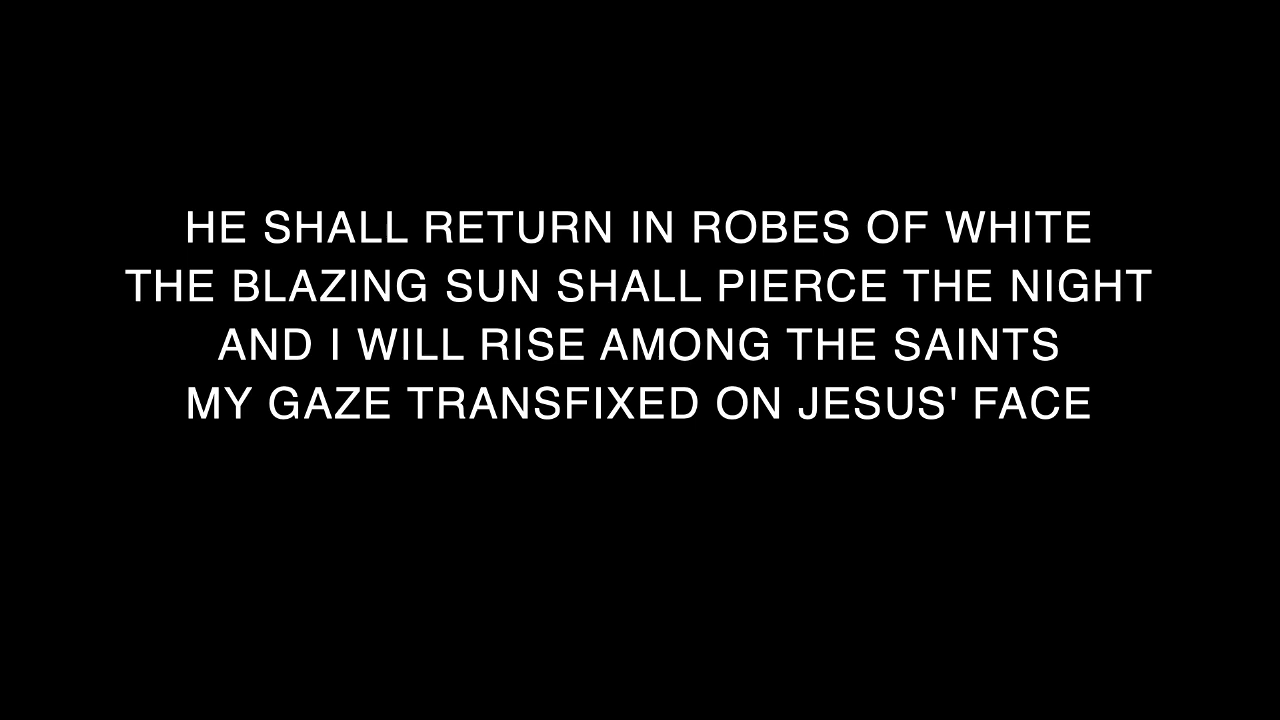 HE SHALL RETURN IN ROBES OF WHITE
THE BLAZING SUN SHALL PIERCE THE NIGHT
AND I WILL RISE AMONG THE SAINTS
MY GAZE TRANSFIXED ON JESUS' FACE